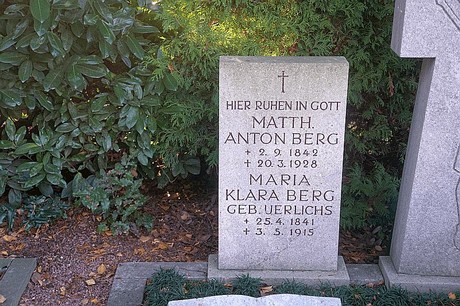 HIER RUHEN IN GOTT
MATTH.
ANTON BERG
+ 2. 9. 1842
+ 20. 3. 1928
MARIA
KLARA BERG
GEB. UERLICHS
+ 25. 4. 1841
+ 3. 5. 1915